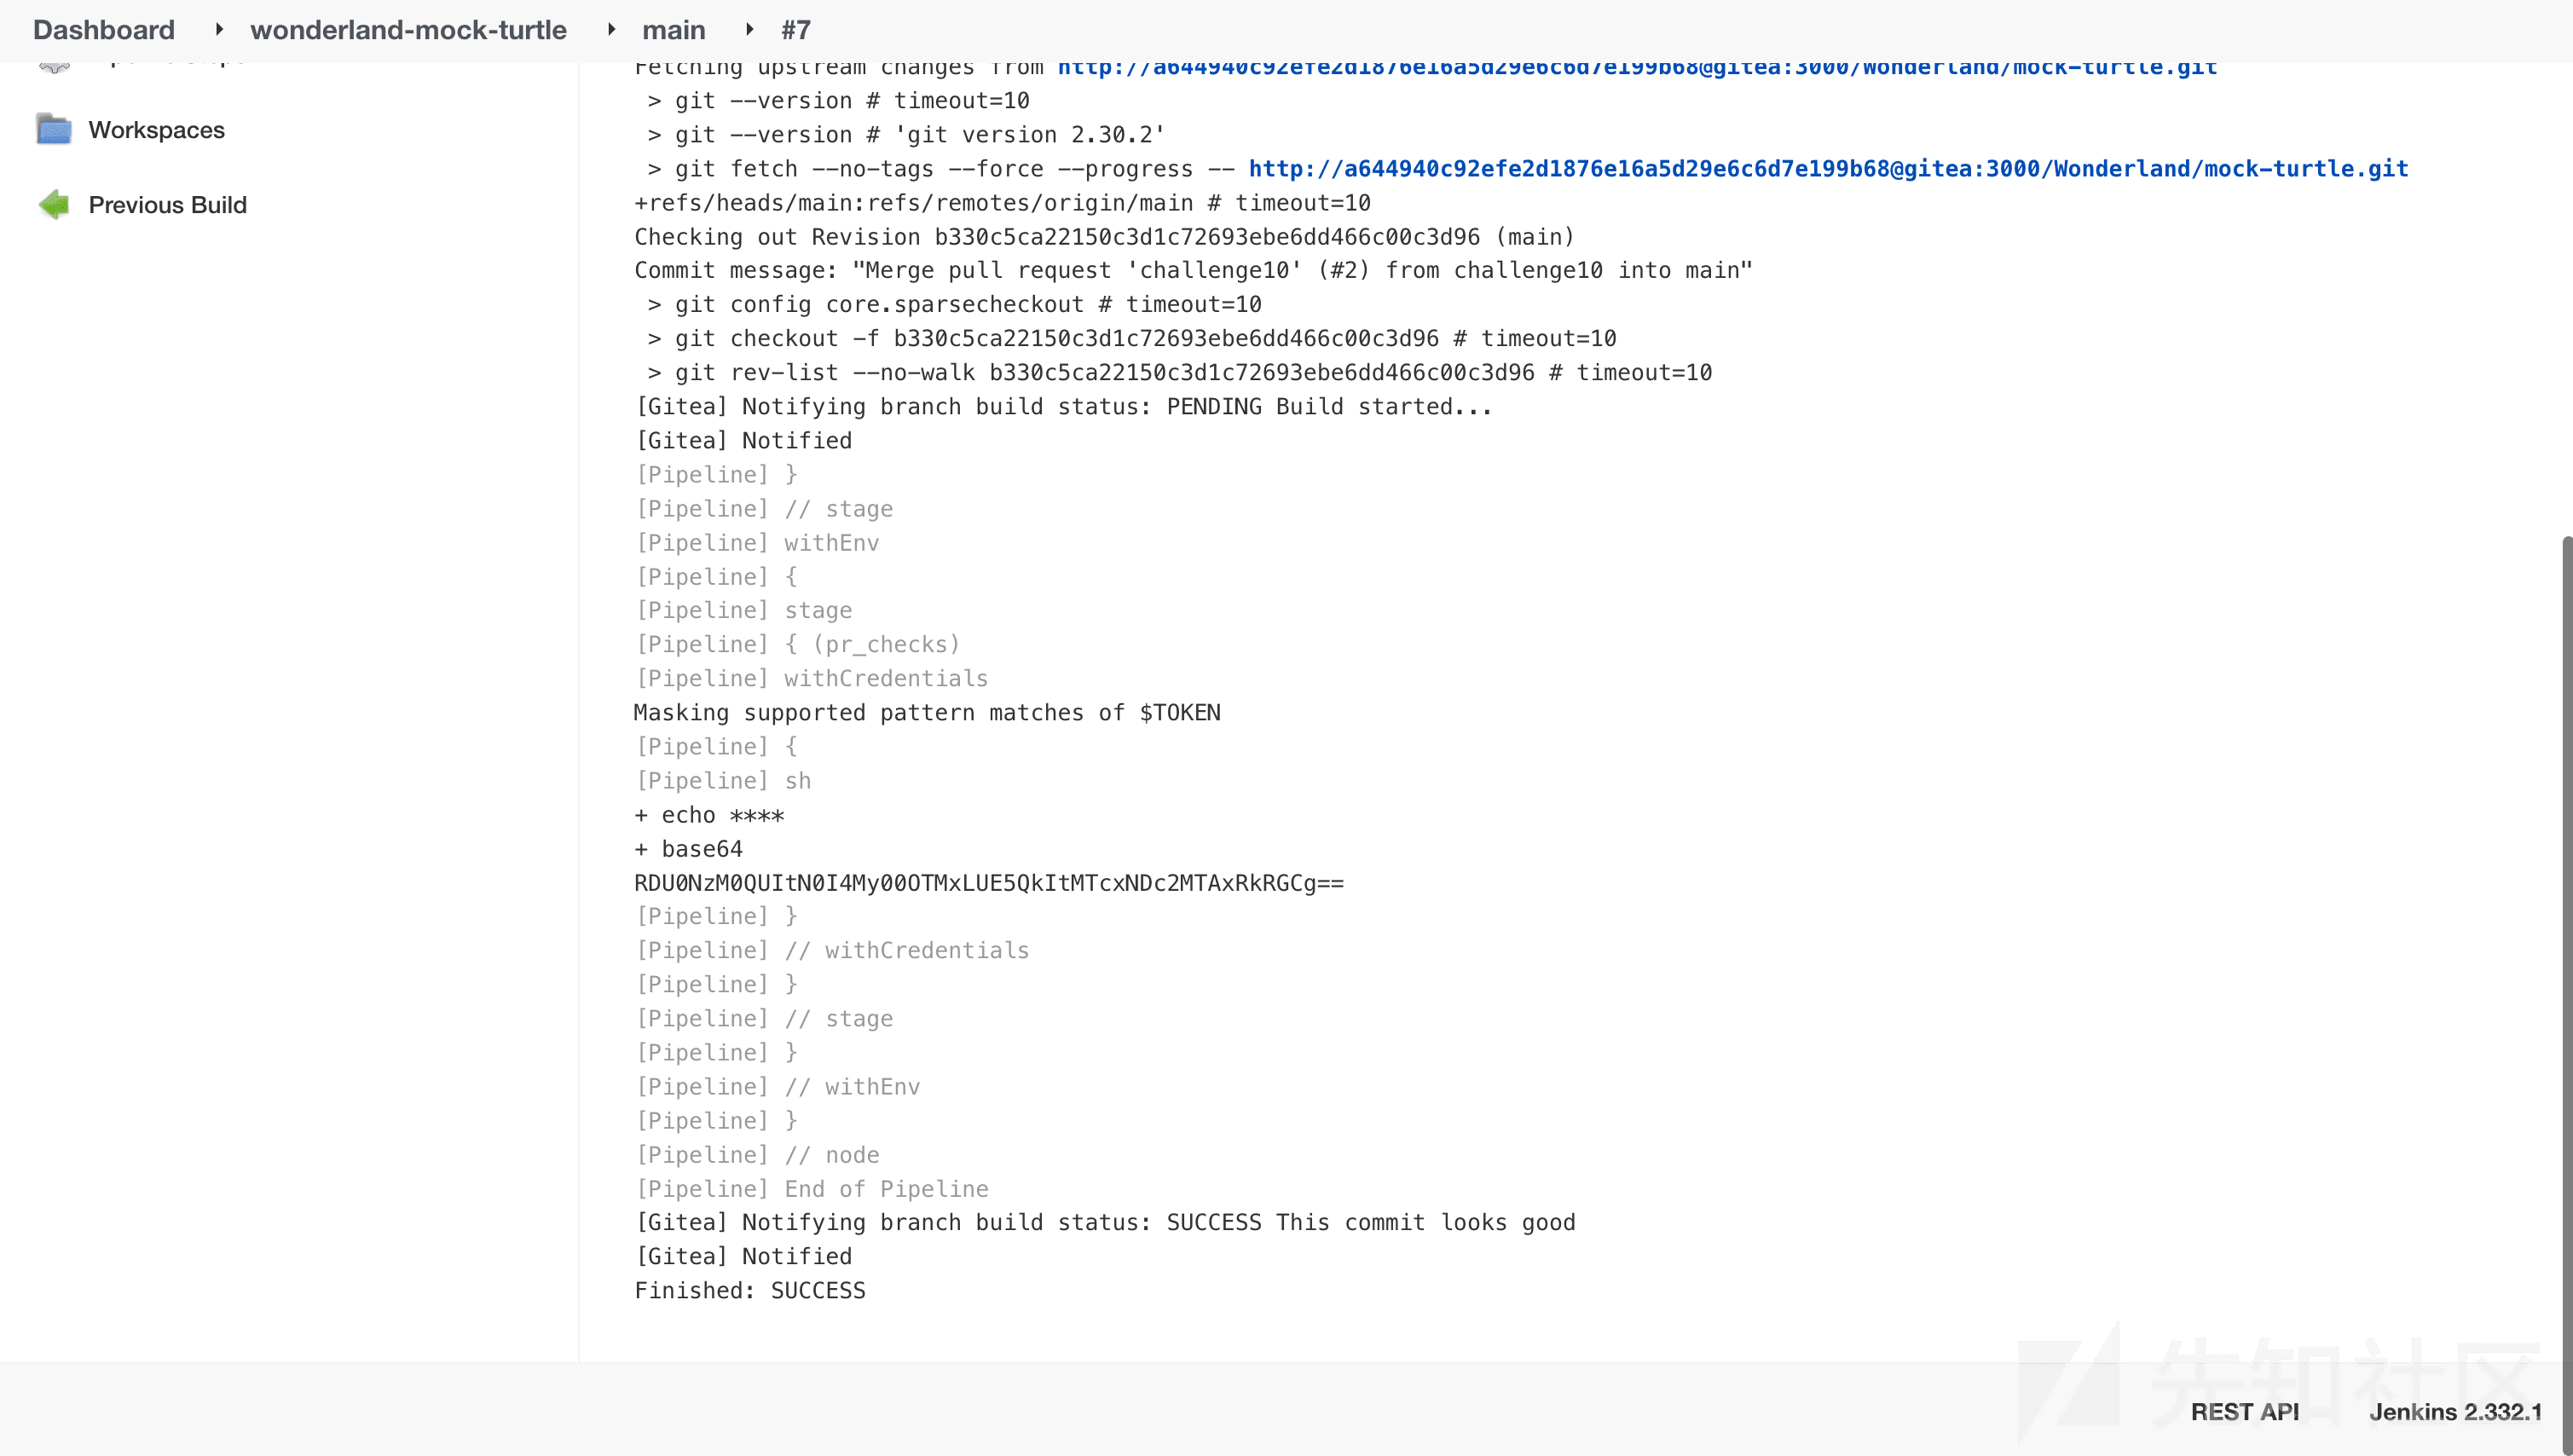 Dashboard ▸ wonderland-mock-turtle ▸ main ▸ #7
Workspaces
Previous Build
Fetching upstream changes from http://a644940c92efe2d1876e16a5d29e6c6d7e199b68@gitea:3000/Wonderland/mock-turtle.git
> git --version # timeout=10
> git --version # 'git version 2.30.2'
> git fetch --no-tags --force --progress -- http://a644940c92efe2d1876e16a5d29e6c6d7e199b68@gitea:3000/Wonderland/mock-turtle.git
+refs/heads/main:refs/remotes/origin/main # timeout=10
Checking out Revision b330c5ca22150c3d1c72693ebe6dd466c00c3d96 (main)
Commit message: "Merge pull request 'challenge10' (#2) from challenge10 into main"
> git config core.sparsecheckout # timeout=10
> git checkout -f b330c5ca22150c3d1c72693ebe6dd466c00c3d96 # timeout=10
> git rev-list --no-walk b330c5ca22150c3d1c72693ebe6dd466c00c3d96 # timeout=10
[Gitea] Notifying branch build status: PENDING Build started...
[Gitea] Notified
[Pipeline] }
[Pipeline] // stage
[Pipeline] withEnv
[Pipeline] {
[Pipeline] stage
[Pipeline] { (pr_checks)
[Pipeline] withCredentials
Masking supported pattern matches of $TOKEN
[Pipeline] {
[Pipeline] sh
+ echo ****
+ base64
RDU0NzM0QUItN0I4My00OTMxLUE5QkItMTcxNDc2MTAxRkRGCg==
[Pipeline] }
[Pipeline] // withCredentials
[Pipeline] }
[Pipeline] // stage
[Pipeline] }
[Pipeline] // withEnv
[Pipeline] }
[Pipeline] // node
[Pipeline] End of Pipeline
[Gitea] Notifying branch build status: SUCCESS This commit looks good
[Gitea] Notified
Finished: SUCCESS
先知社区
REST API
Jenkins 2.332.1